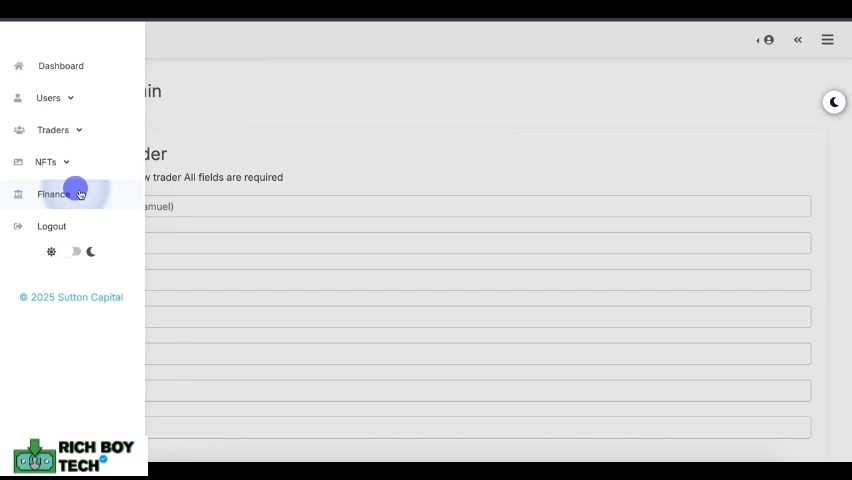 Dashboard
Users
Traders
NFTs
Finance
Logout
© 2025 Sutton Capital
RICH BOY
TECH
in
der
w trader All fields are required
amuel)